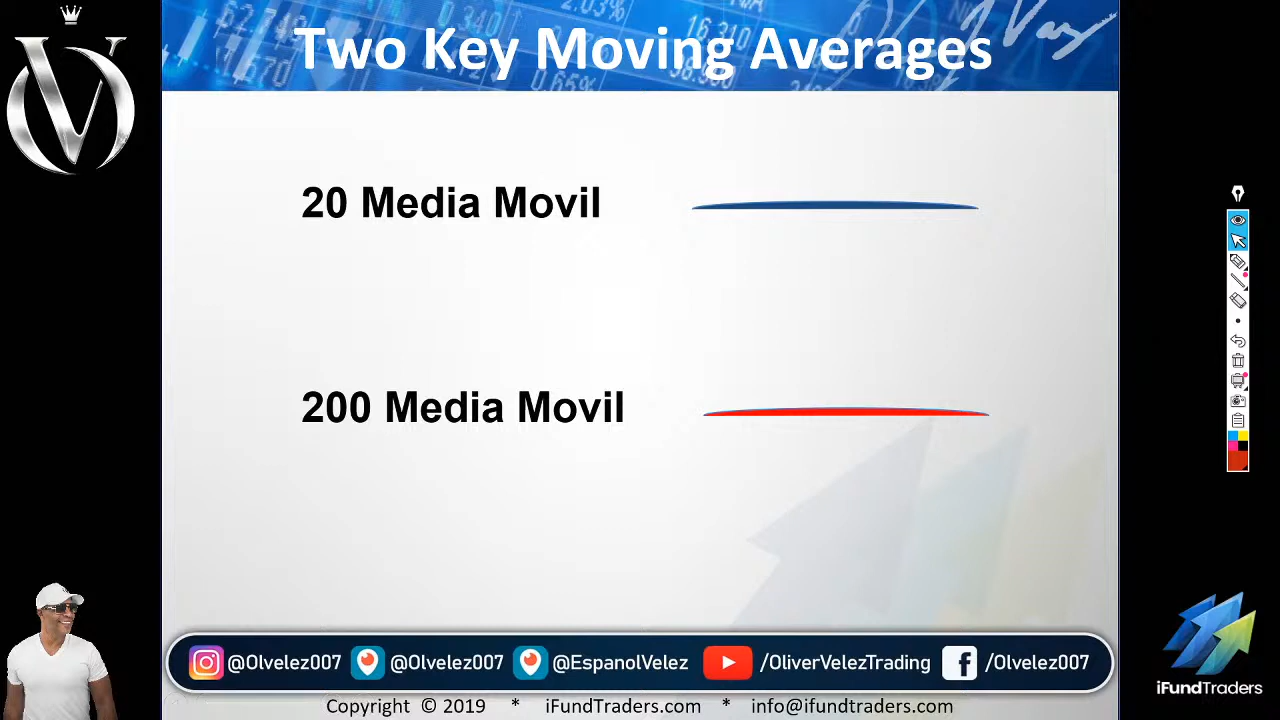 Two Key Moving Averages
20 Media Movil
200 Media Movil
@Olvelez007 @Olvelez007 @EspanolVelez /OliverVelezTrading /Olvelez007
Copyright © 2019 * iFundTraders.com * info@ifundtraders.com
iFundTraders